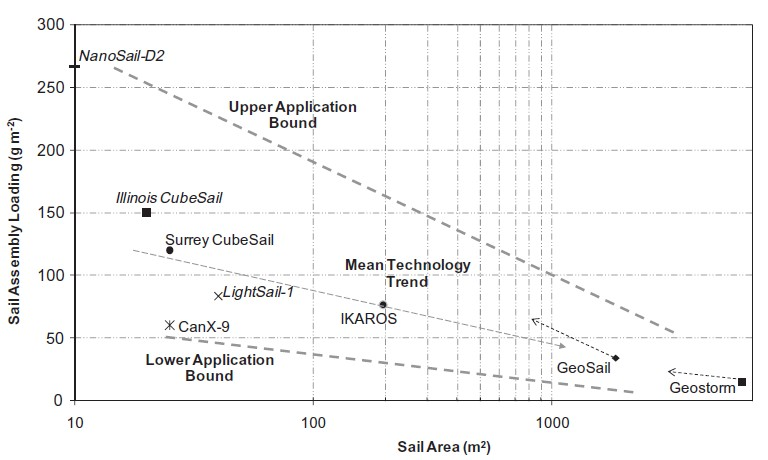 300
250
200
150
100
50
0
Sail Assembly Loading (g m-2)
NanoSail-D2
Upper Application
Bound
Illinois CubeSail
Surrey CubeSail
Mean Technology
Trend
LightSail-1
IKAROS
CanX-9
Lower Application
Bound
GeoSail
Geostorm
10
100
1000
Sail Area (m²)